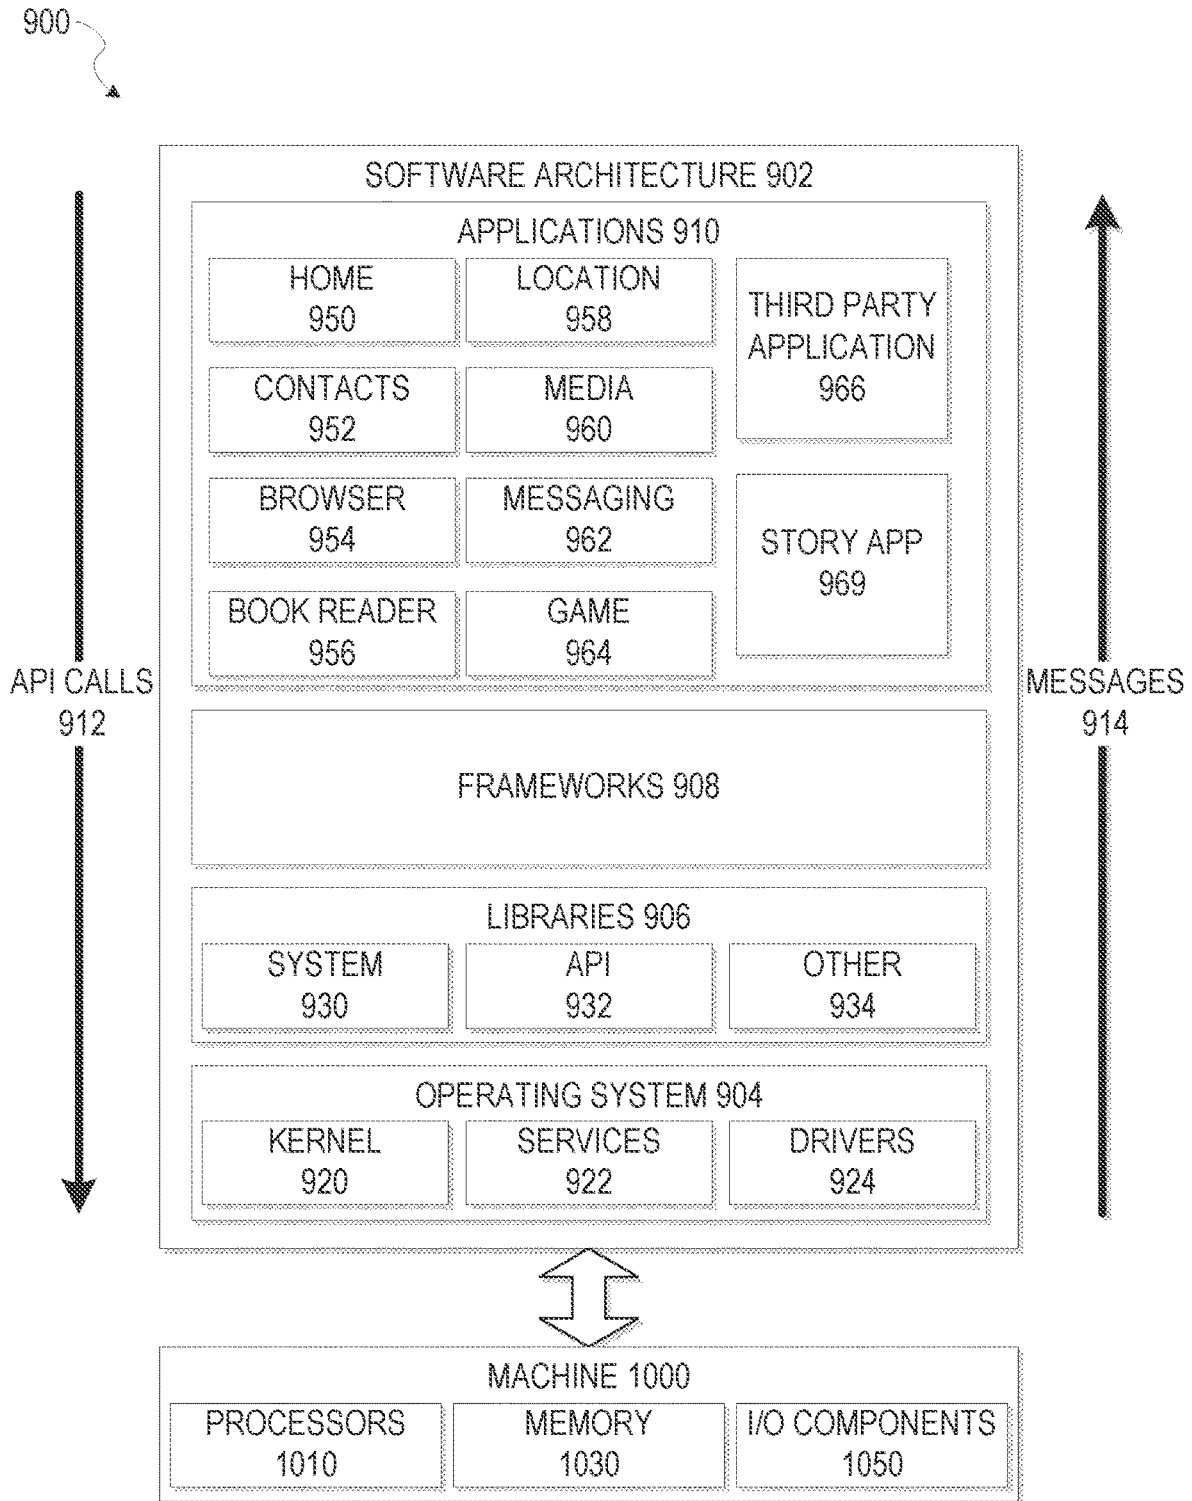 900
SOFTWARE ARCHITECTURE 902
APPLICATIONS 910
HOME
950
LOCATION
958
THIRD PARTY
APPLICATION
966
CONTACTS
952
MEDIA
960
BROWSER
954
MESSAGING
962
STORY APP
969
BOOK READER
956
GAME
964
API CALLS
912
MESSAGES
914
FRAMEWORKS 908
LIBRARIES 906
SYSTEM
930
API
932
OTHER
934
OPERATING SYSTEM 904
KERNEL
920
SERVICES
922
DRIVERS
924
MACHINE 1000
PROCESSORS
1010
MEMORY
1030
I/O COMPONENTS
1050